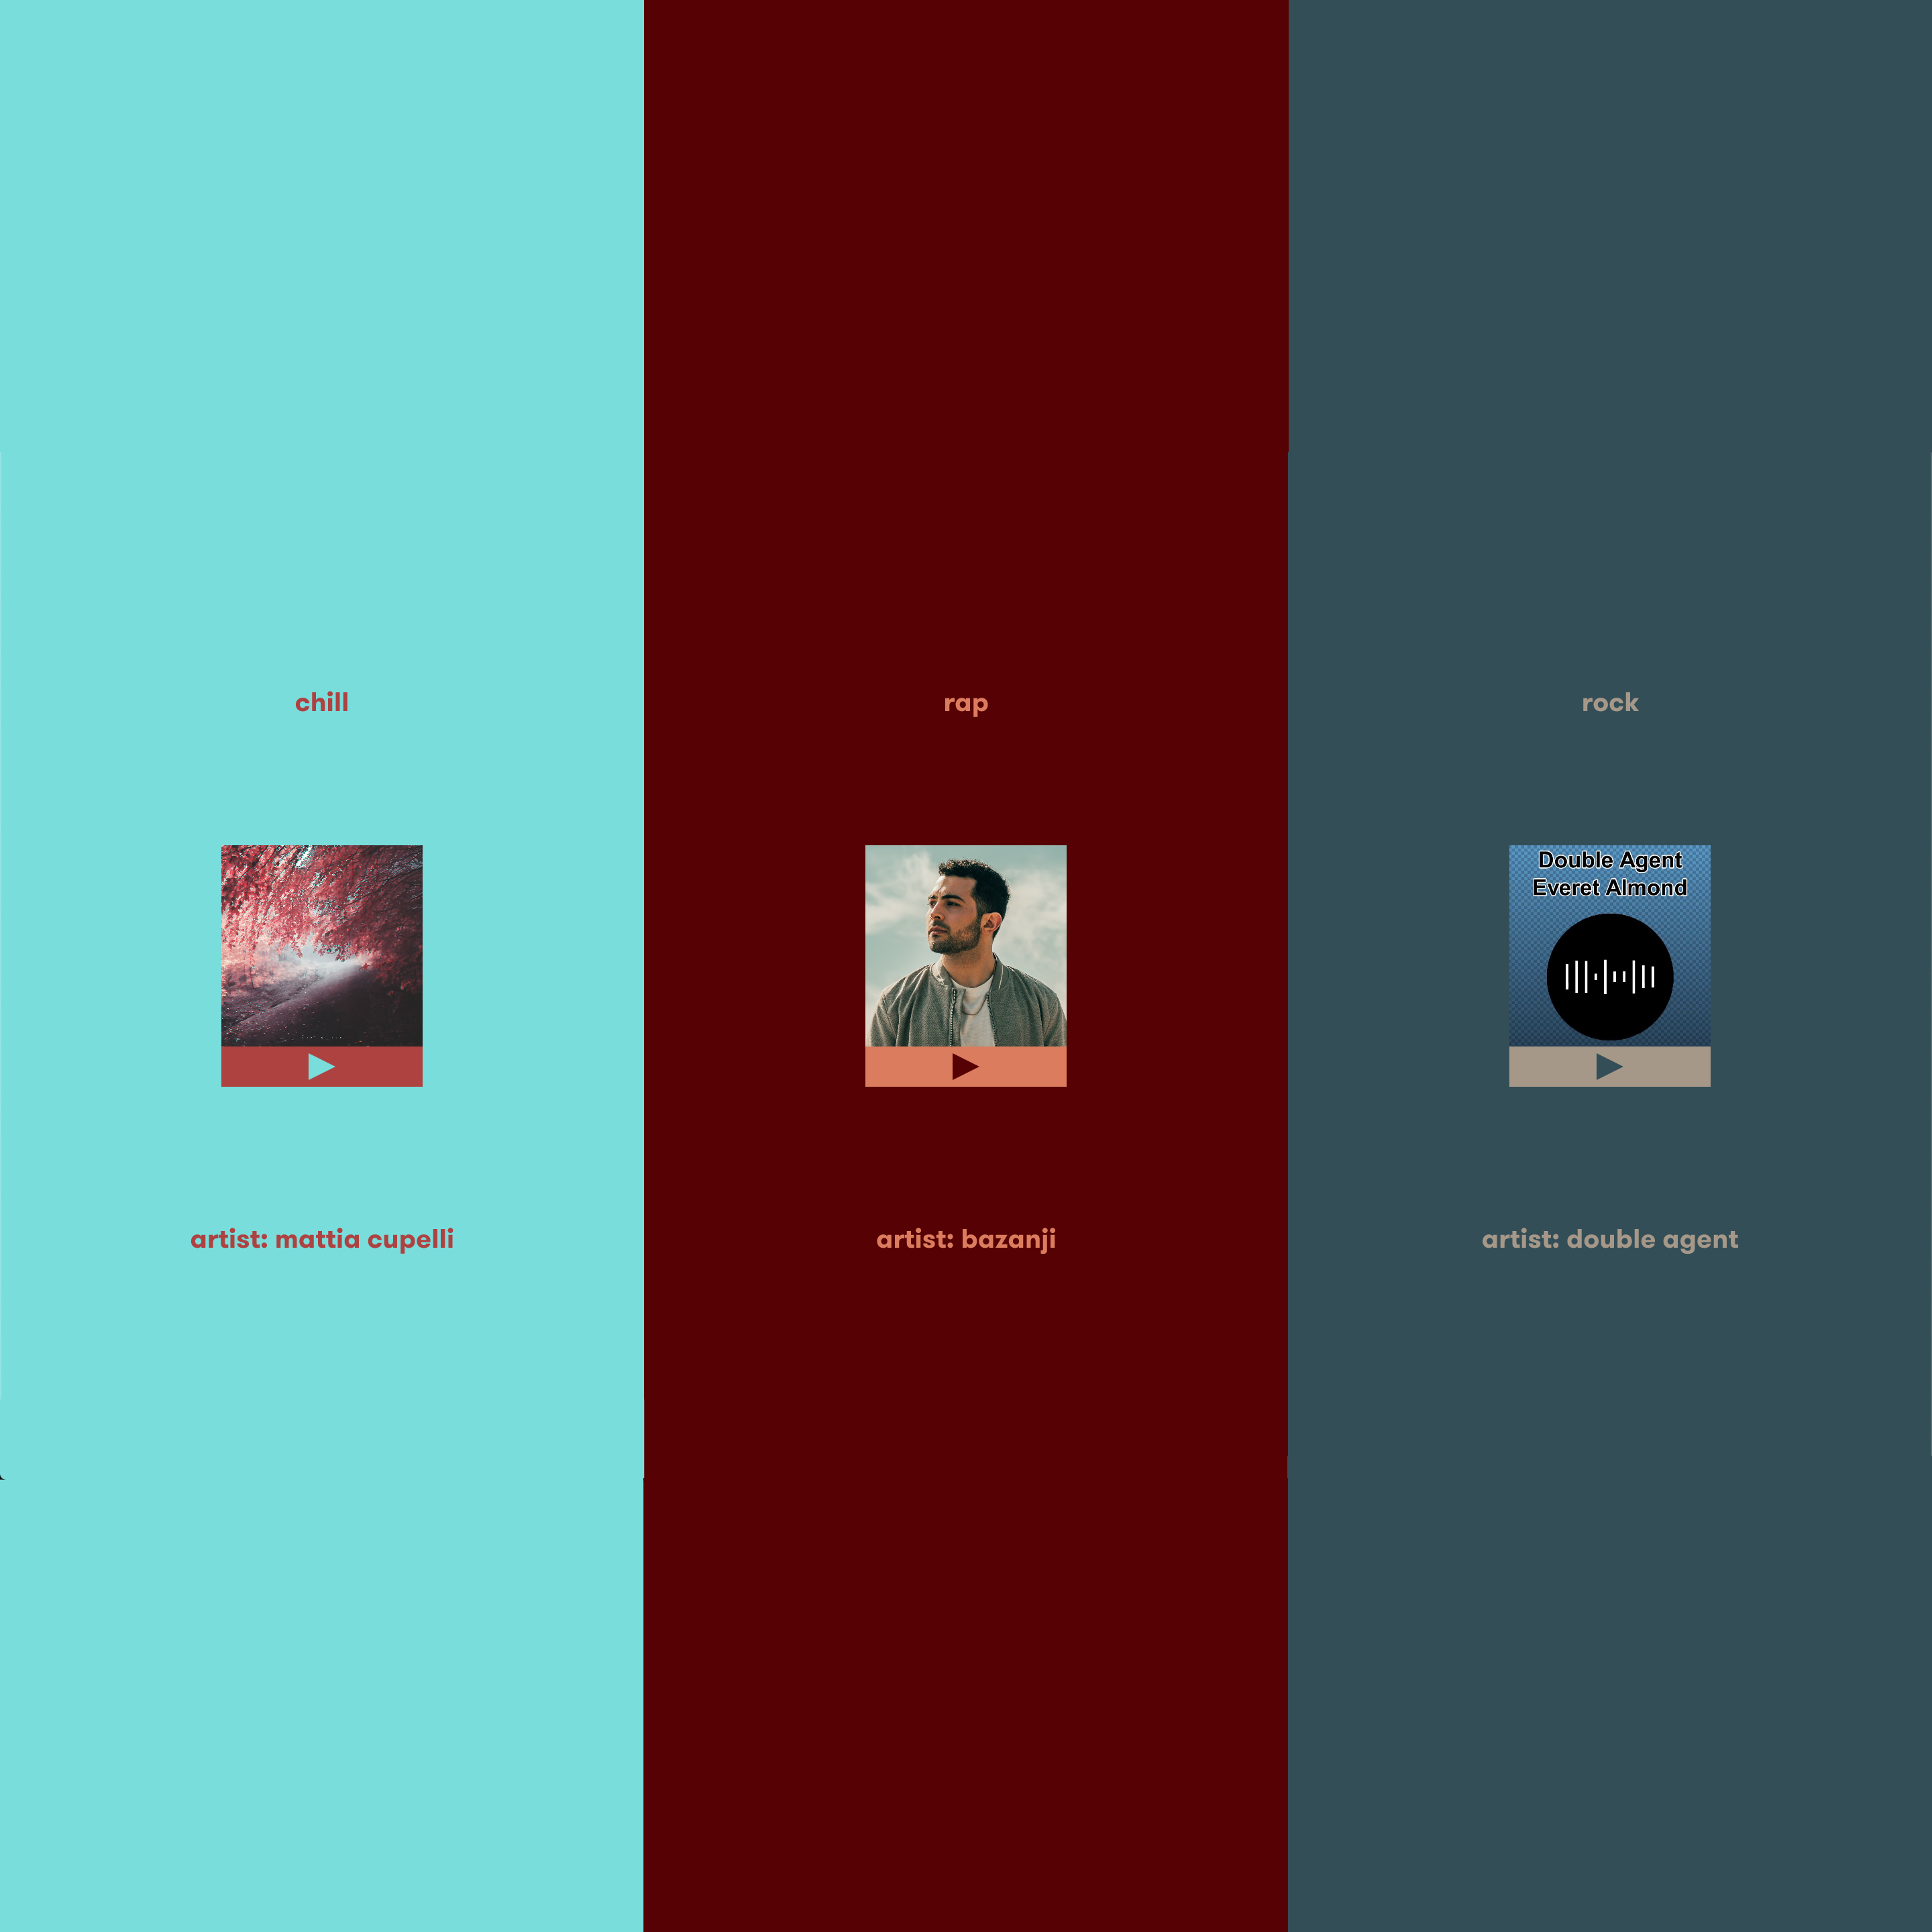 chill
rap
rock
Double Agent
Everet Almond
artist: mattia cupelli
artist: bazanji
artist: double agent